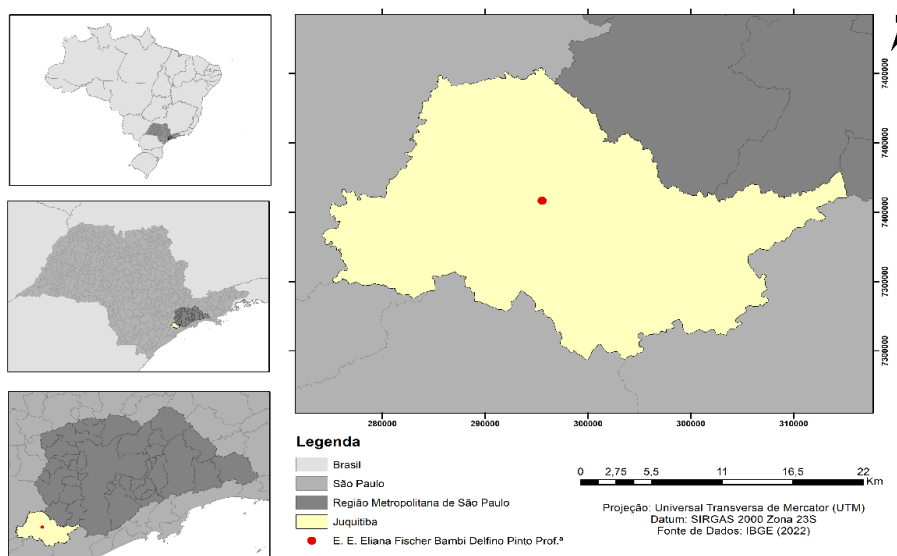 7400000
7400000
7400000
7300000
7300000
280000
290000
300000
300000
310000
Legenda
Brasil
São Paulo
Região Metropolitana de São Paulo
Juquitiba
E. E. Eliana Fischer Bambi Delfino Pinto Prof.ª
0 2,75 5,5 11 16,5 22
Km
Projeção: Universal Transversa de Mercator (UTM)
Datum: SIRGAS 2000 Zona 23S
Fonte de Dados: IBGE (2022)